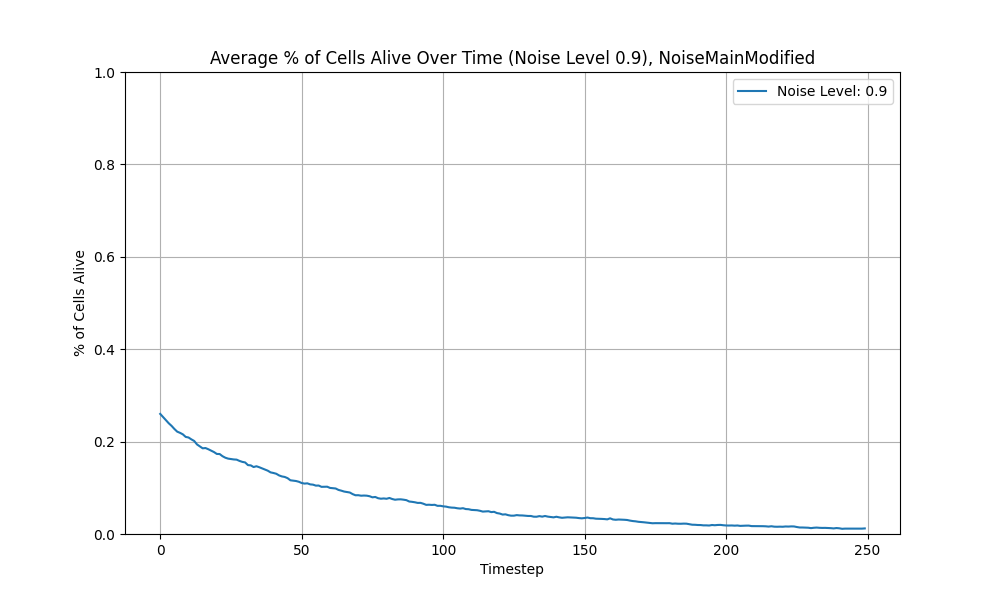 Average % of Cells Alive Over Time (Noise Level 0.9), NoiseMainModified
Noise Level: 0.9
1.0
0.8
0.6
0.4
0.2
0.0
% of Cells Alive
0 50 100 150 200 250
Timestep